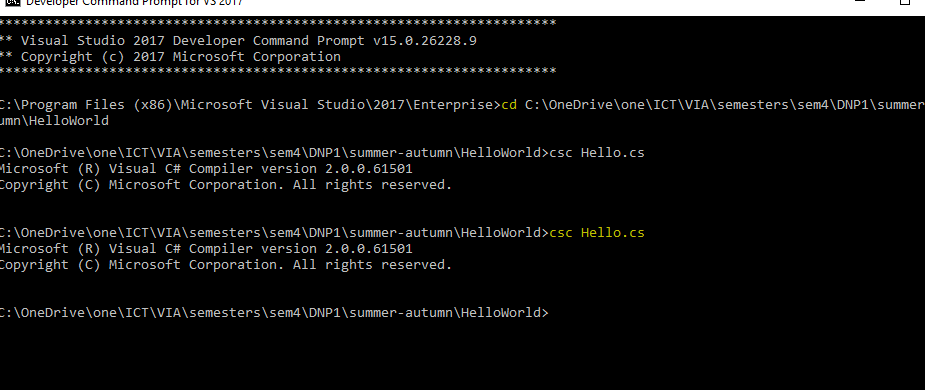 Developer Command Prompt for VS 2017
**********************************************************************
** Visual Studio 2017 Developer Command Prompt v15.0.26228.9
** Copyright (c) 2017 Microsoft Corporation
**********************************************************************
C:\Program Files (x86)\Microsoft Visual Studio\2017\Enterprise>cd C:\OneDrive\one\ICT\VIA\semesters\sem4\DNP1\summer
umn\HelloWorld
C:\OneDrive\one\ICT\VIA\semesters\sem4\DNP1\summer-autumn\HelloWorld>csc Hello.cs
Microsoft (R) Visual C# Compiler version 2.0.0.61501
Copyright (C) Microsoft Corporation. All rights reserved.
C:\OneDrive\one\ICT\VIA\semesters\sem4\DNP1\summer-autumn\HelloWorld>csc Hello.cs
Microsoft (R) Visual C# Compiler version 2.0.0.61501
Copyright (C) Microsoft Corporation. All rights reserved.
C:\OneDrive\one\ICT\VIA\semesters\sem4\DNP1\summer-autumn\HelloWorld>